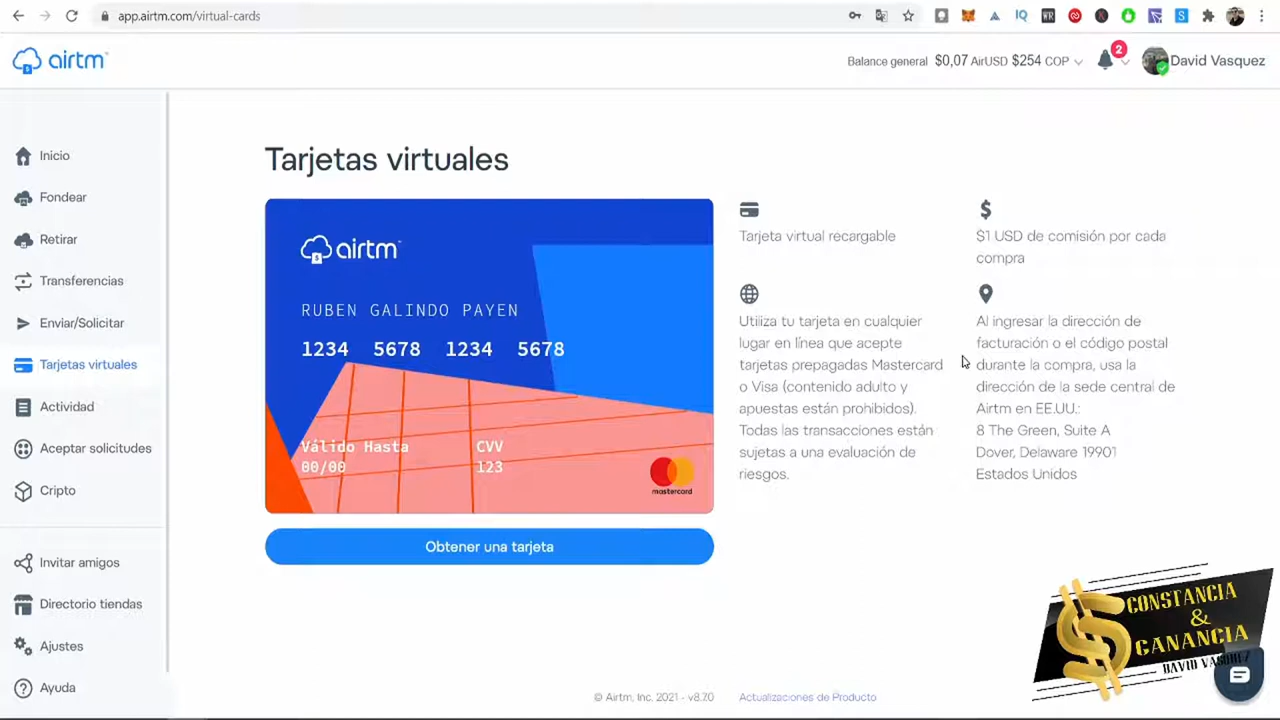 app.airtm.com/virtual-cards
airtm
Balance general $0,07 AirUSD $254 COP
2
David Vasquez
Inicio
Fondear
Retirar
Transferencias
Enviar/Solicitar
Tarjetas virtuales
Actividad
Aceptar solicitudes
Cripto
Invitar amigos
Directorio tiendas
Ajustes
Ayuda
Tarjetas virtuales
airtm
RUBEN GALINDO PAYEN
1234 5678 1234 5678
Válido Hasta
00/00
CVV
123
mastercard
Obtener una tarjeta
Tarjeta virtual recargable
$1 USD de comisión por cada
compra
Utiliza tu tarjeta en cualquier
lugar en línea que acepte
tarjetas prepagadas Mastercard
o Visa (contenido adulto y
apuestas están prohibidos).
Todas las transacciones están
sujetas a una evaluación de
riesgos.
Al ingresar la dirección de
facturación o el código postal
durante la compra, usa la
dirección de la sede central de
Airtm en EE.UU.:
8 The Green, Suite A
Dover, Delaware 19901
Estados Unidos
CONSTANCIA
&
GANANCIA
DAVID VASQUEZ
© Airtm, Inc. 2021 - v8.7.0
Actualizaciones de Producto